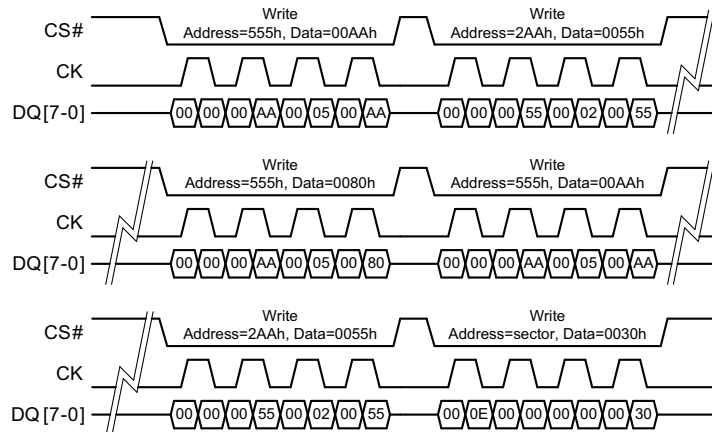 Write Write
CS# Address=555h, Data=00AAh Address=2AAh, Data=0055h
CK
DQ[7-0] 00 00 00 AA 00 05 00 AA 00 00 00 55 00 02 00 55
Write Write
CS# Address=555h, Data=0080h Address=555h, Data=00AAh
CK
DQ[7-0] 00 00 00 AA 00 05 00 80 00 00 00 AA 00 05 00 AA
Write Write
CS# Address=2AAh, Data=0055h Address=sector, Data=0030h
CK
DQ[7-0] 00 00 00 55 00 02 00 55 00 0E 00 00 00 00 00 30